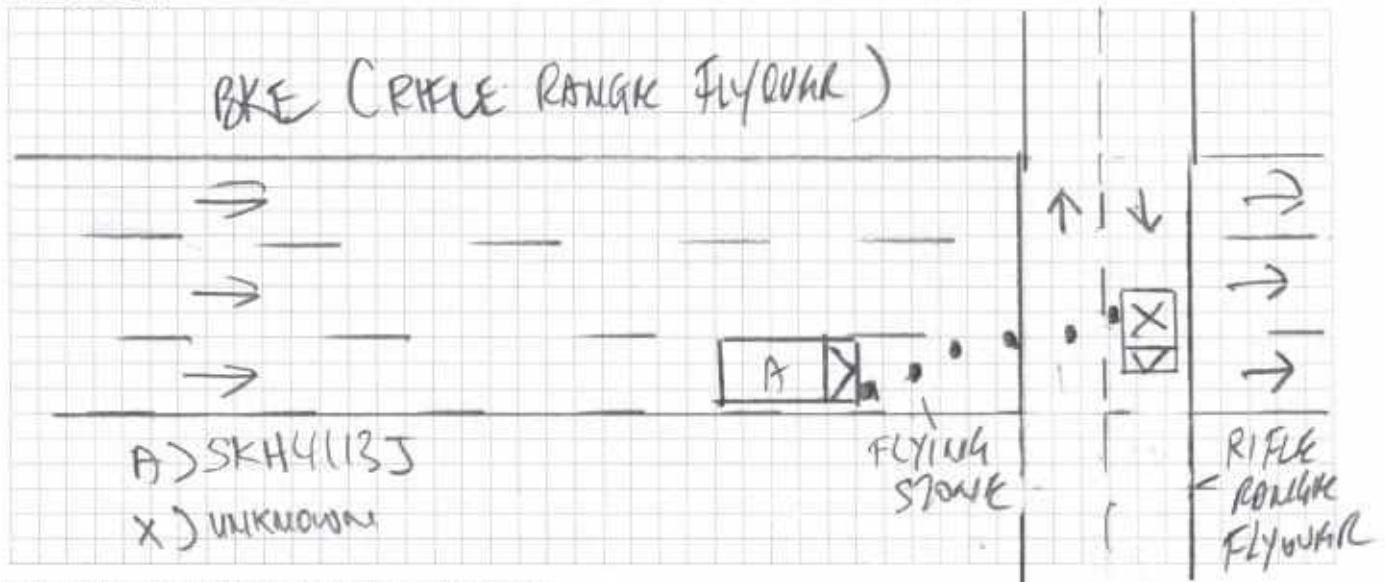 BKE (RIFLE RANGE FLYOVER)
A
X
A) SKH4113J
X) UNKNOWN
FLYING
STONE
RIFLE
RANGE
FLYOVER